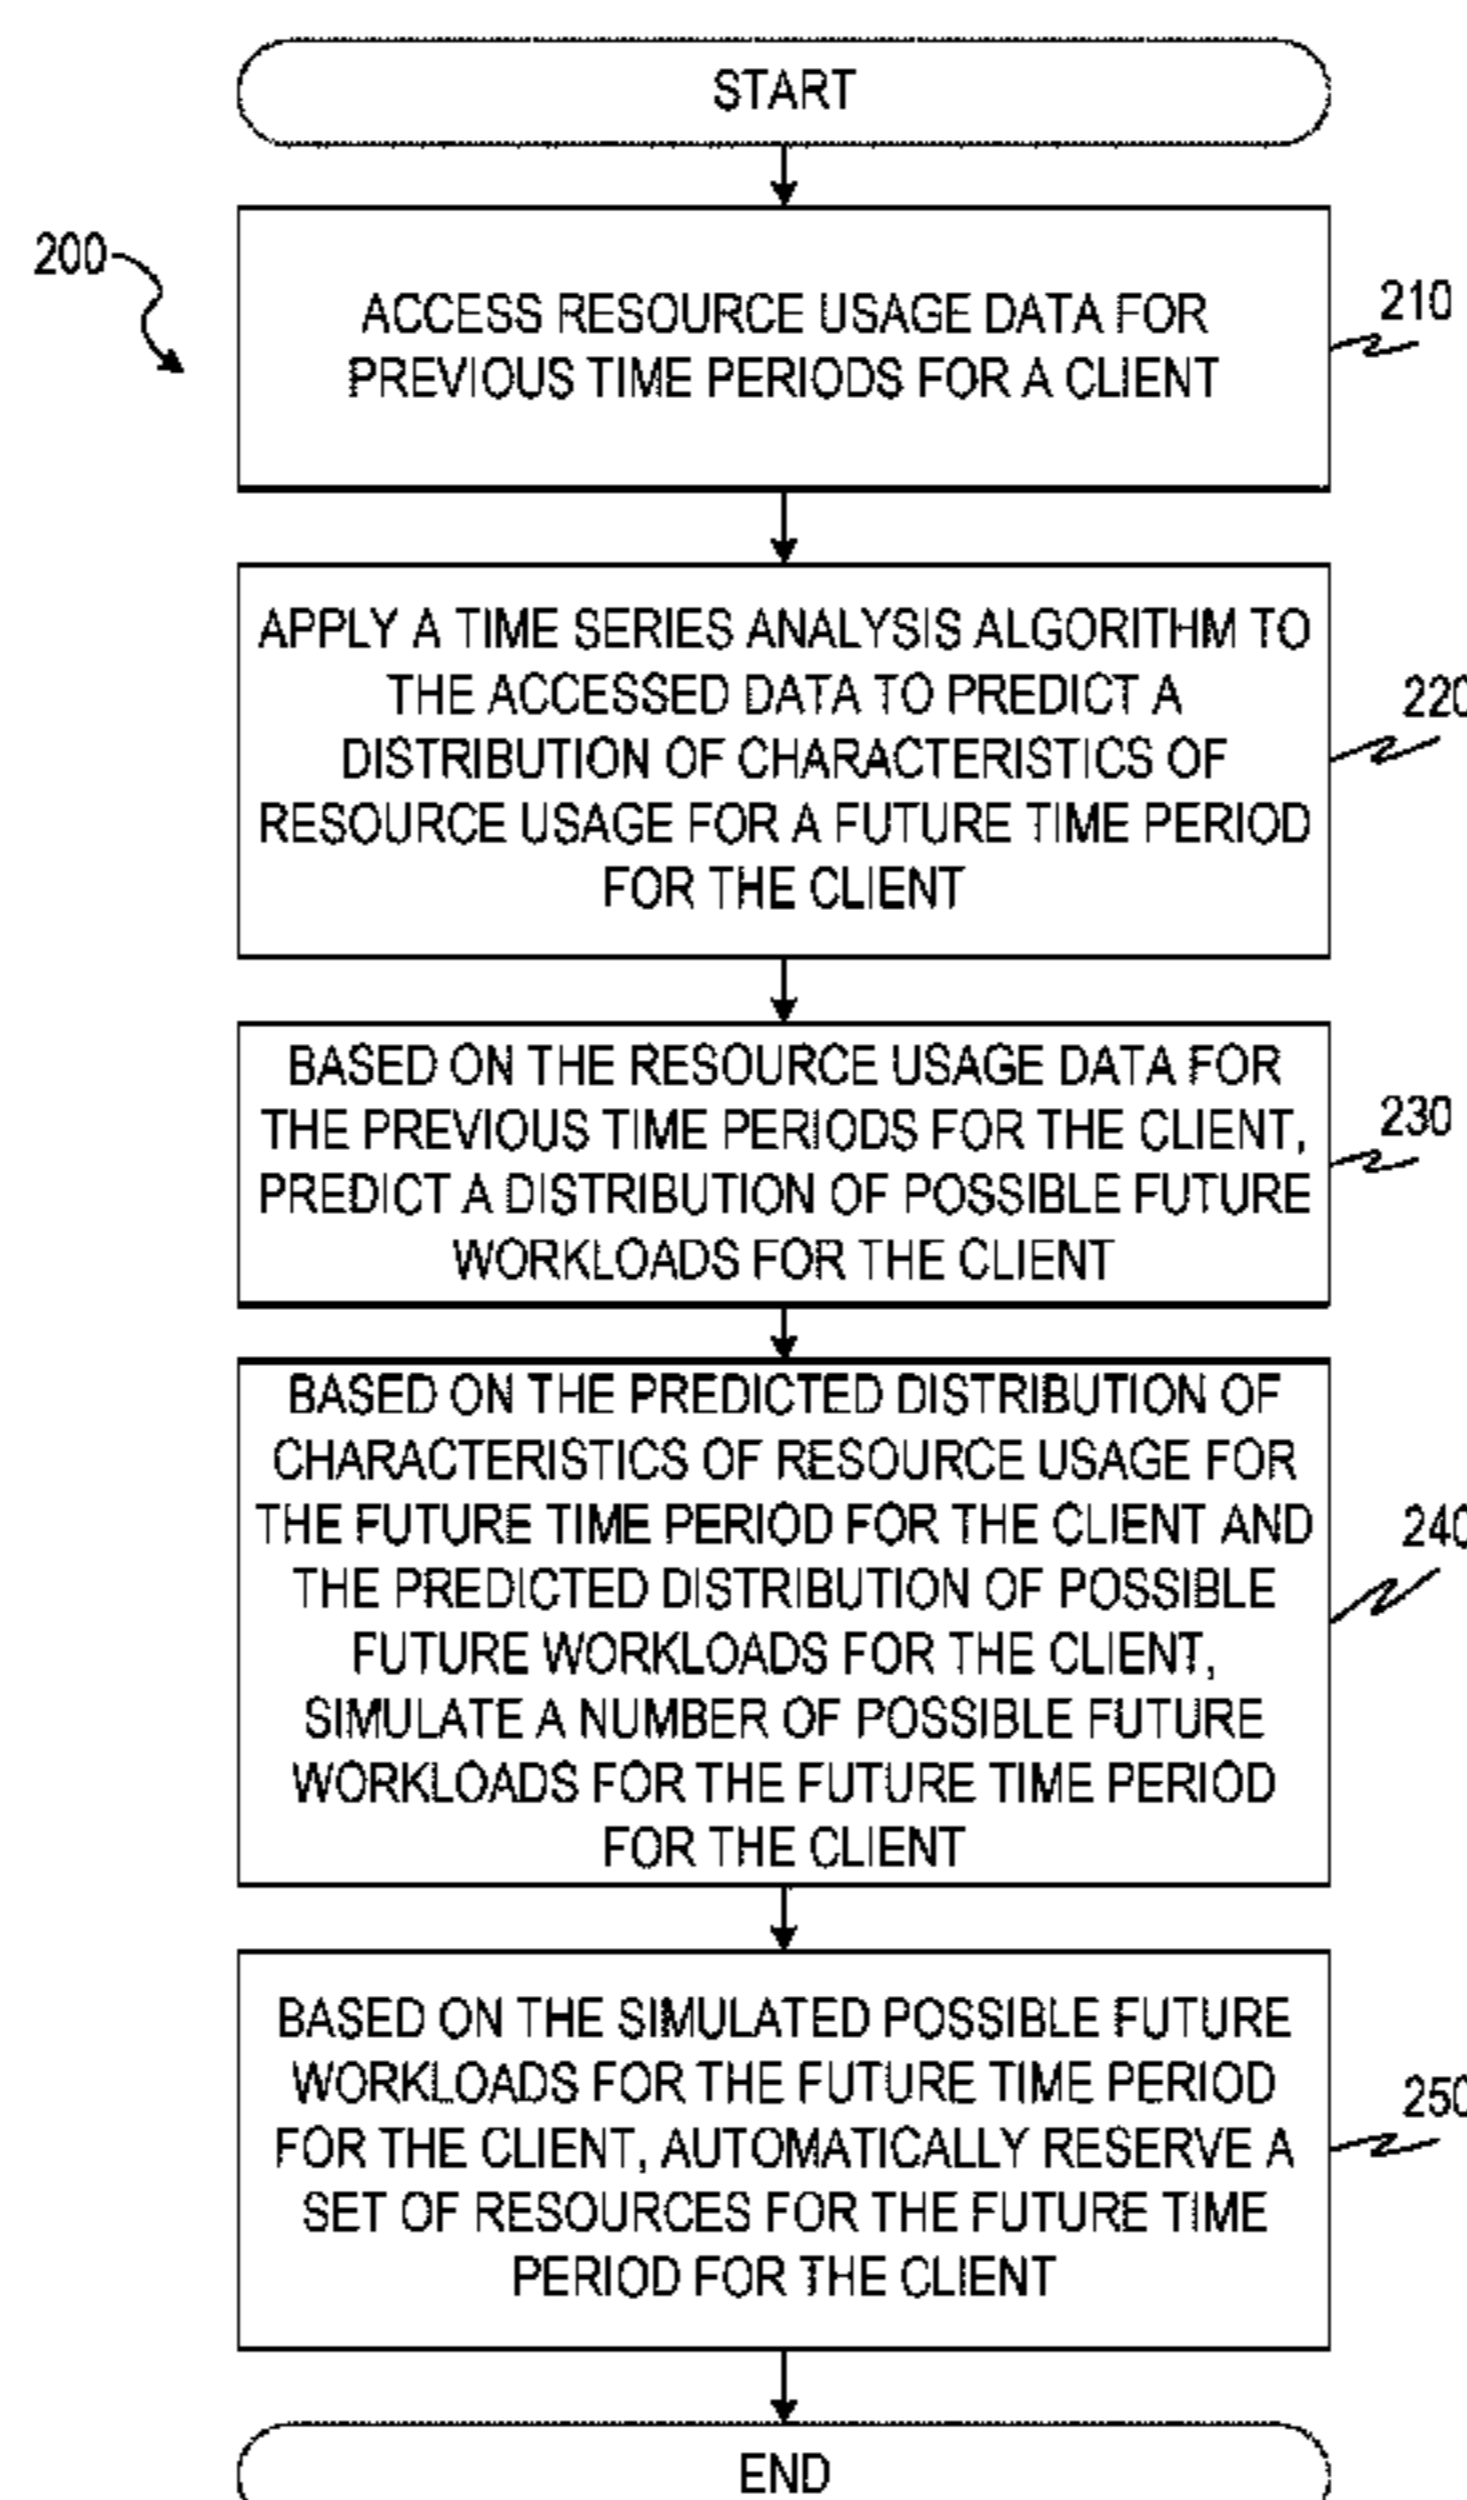 START
200
ACCESS RESOURCE USAGE DATA FOR
PREVIOUS TIME PERIODS FOR A CLIENT
210
APPLY A TIME SERIES ANALYSIS ALGORITHM TO
THE ACCESSED DATA TO PREDICT A
DISTRIBUTION OF CHARACTERISTICS OF
RESOURCE USAGE FOR A FUTURE TIME PERIOD
FOR THE CLIENT
220
BASED ON THE RESOURCE USAGE DATA FOR
THE PREVIOUS TIME PERIODS FOR THE CLIENT,
PREDICT A DISTRIBUTION OF POSSIBLE FUTURE
WORKLOADS FOR THE CLIENT
230
BASED ON THE PREDICTED DISTRIBUTION OF
CHARACTERISTICS OF RESOURCE USAGE FOR
THE FUTURE TIME PERIOD FOR THE CLIENT AND
THE PREDICTED DISTRIBUTION OF POSSIBLE
FUTURE WORKLOADS FOR THE CLIENT,
SIMULATE A NUMBER OF POSSIBLE FUTURE
WORKLOADS FOR THE FUTURE TIME PERIOD
FOR THE CLIENT
240
BASED ON THE SIMULATED POSSIBLE FUTURE
WORKLOADS FOR THE FUTURE TIME PERIOD
FOR THE CLIENT, AUTOMATICALLY RESERVE A
SET OF RESOURCES FOR THE FUTURE TIME
PERIOD FOR THE CLIENT
250
END